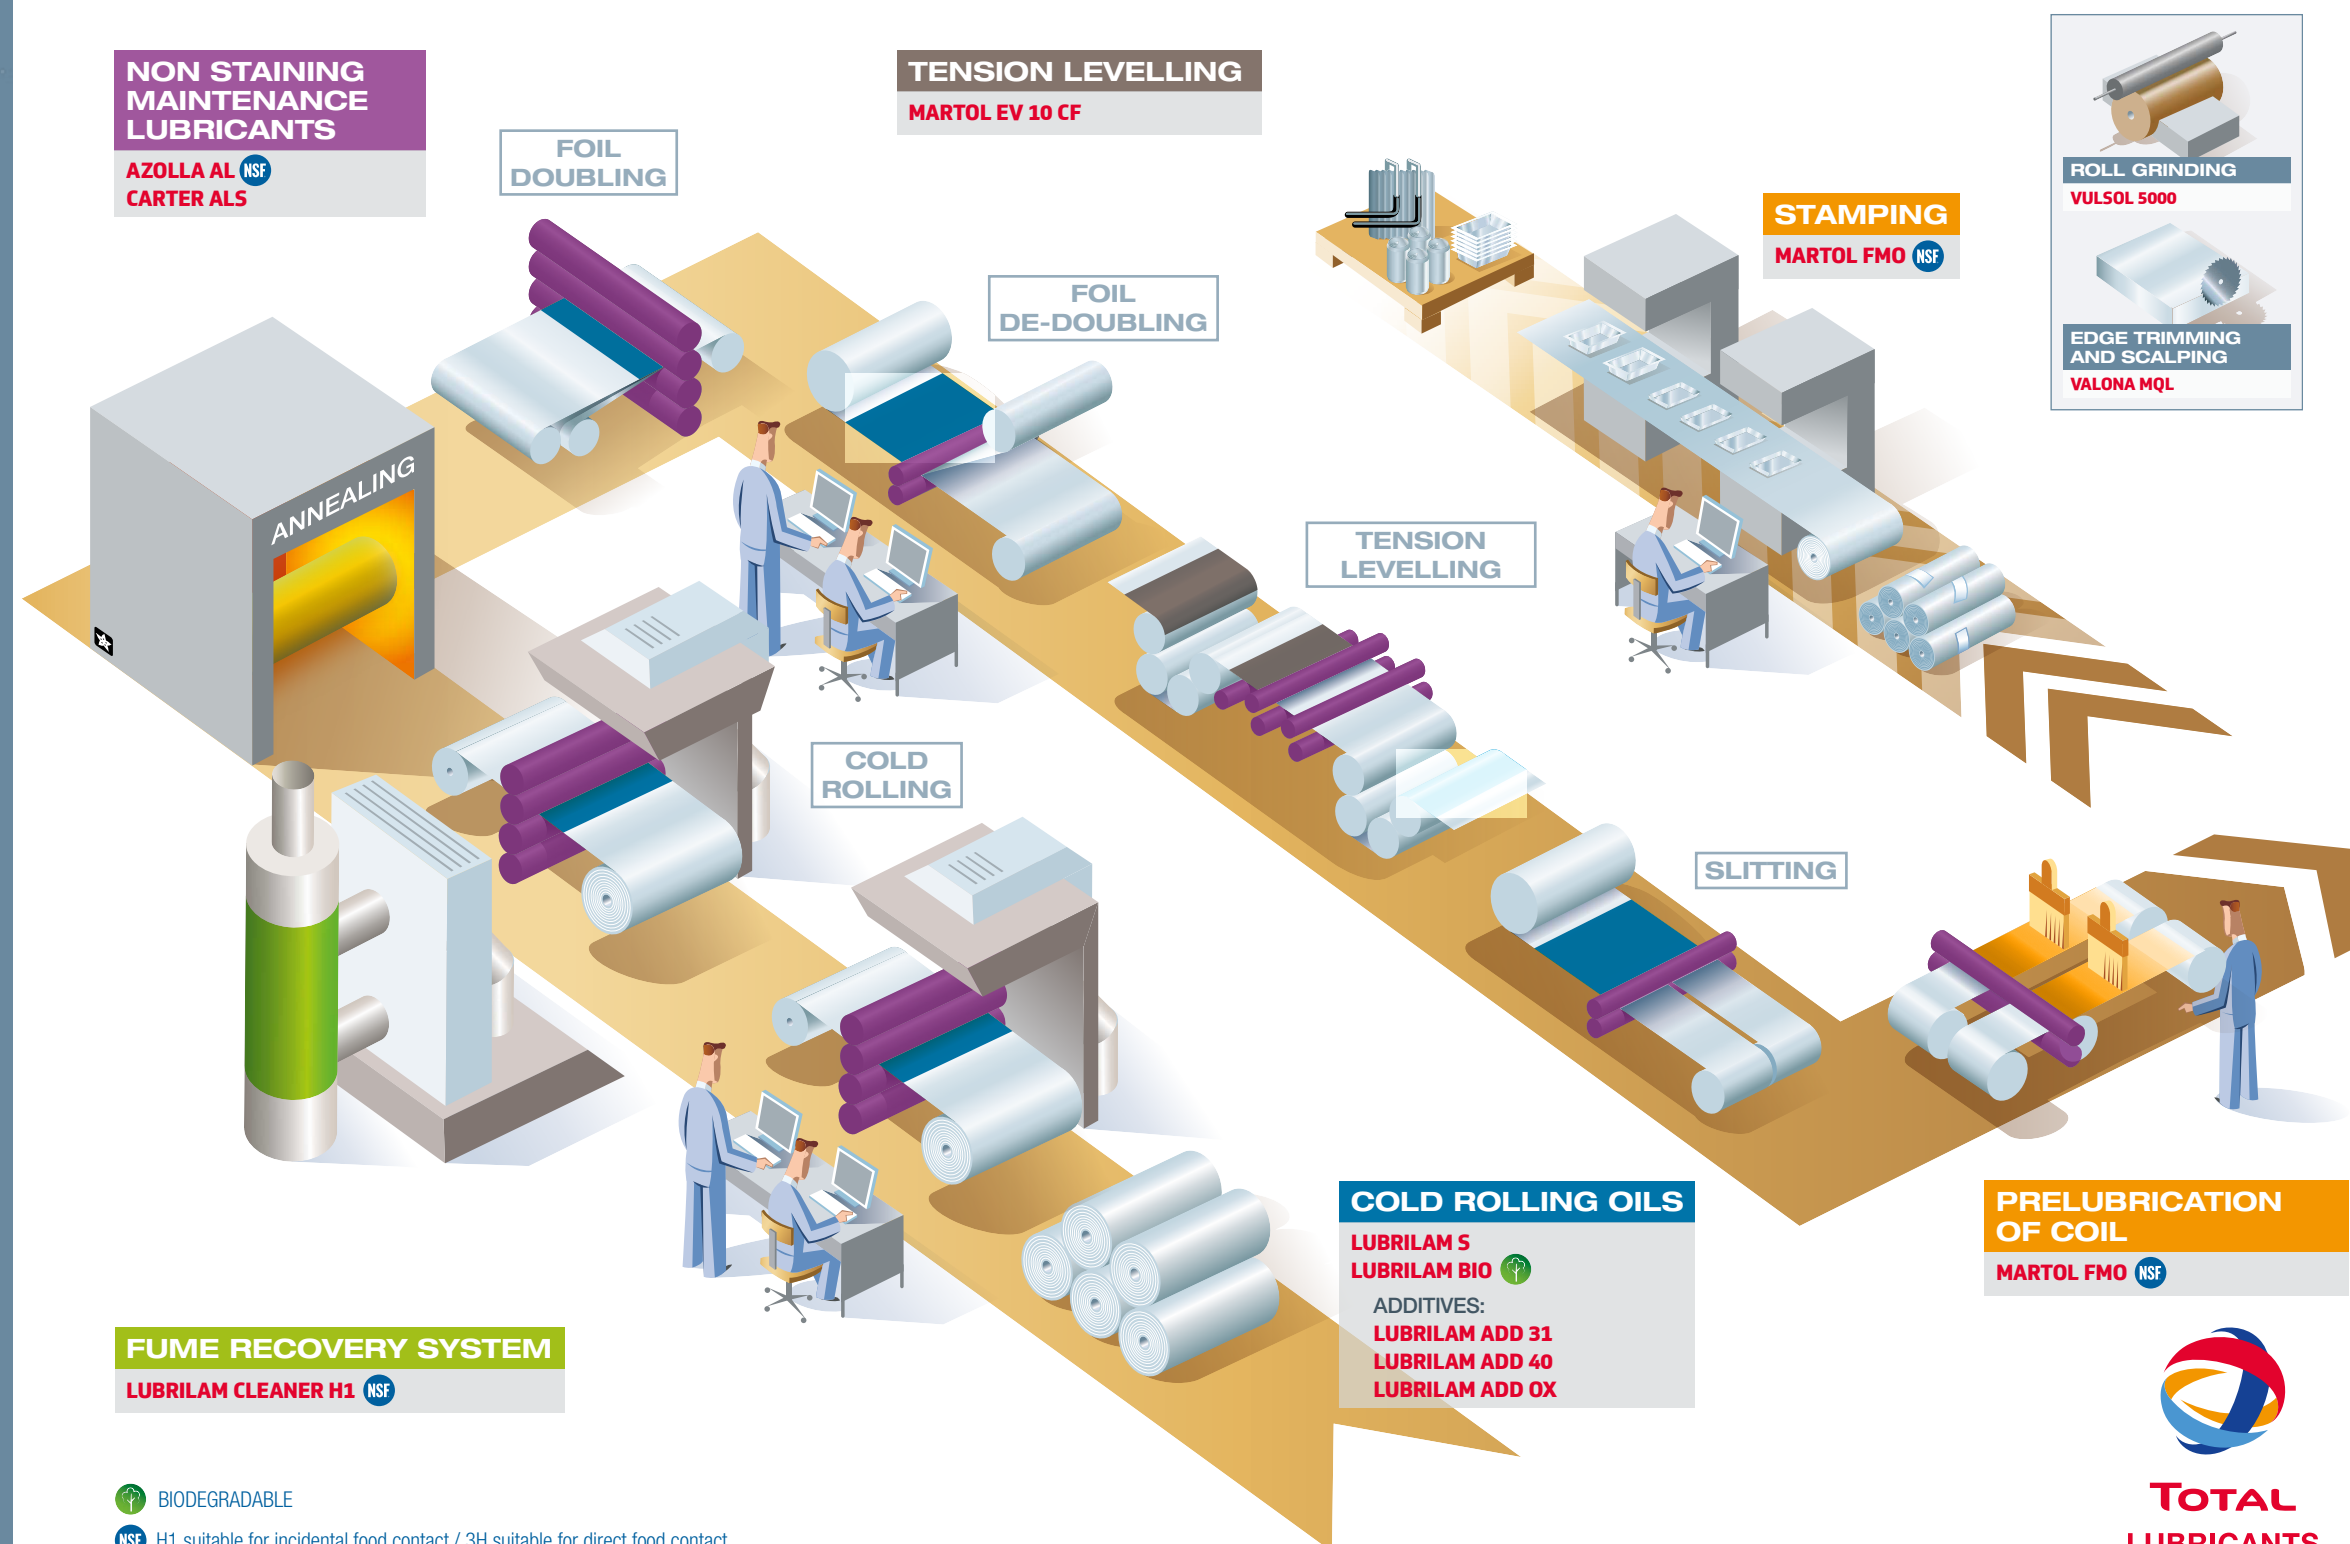 NON STAINING
MAINTENANCE
LUBRICANTS
AZOLLA AL NSF
CARTER ALS
FOIL
DOUBLING
TENSION LEVELLING
MARTOL EV 10 CF
FOIL
DE-DOUBLING
STAMPING
MARTOL FMO NSF
ROLL GRINDING
VULSOL 5000
EDGE TRIMMING
AND SCALPING
VALONA MQL
ANNEALING
TENSION
LEVELLING
COLD
ROLLING
SLITTING
COLD ROLLING OILS
LUBRILAM S
LUBRILAM BIO
ADDITIVES:
LUBRILAM ADD 31
LUBRILAM ADD 40
LUBRILAM ADD OX
PRELUBRICATION
OF COIL
MARTOL FMO NSF
FUME RECOVERY SYSTEM
LUBRILAM CLEANER H1 NSF
BIODEGRADABLE
NSF H1 suitable for incidental food contact / 3H suitable for direct food contact
TOTAL
LUBRICANTS